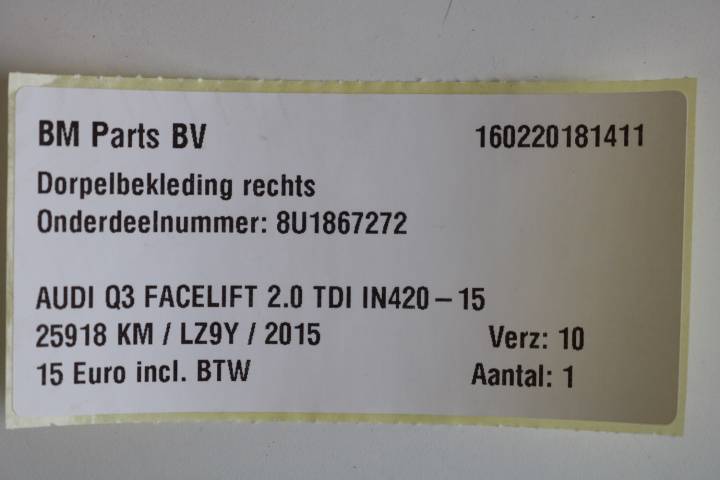 BM Parts BV 160220181411
Dorpelbekleding rechts
Onderdeelnummer: 8U1867272
AUDI Q3 FACELIFT 2.0 TDI IN420 – 15
25918 KM / LZ9Y / 2015 Verz: 10
15 Euro incl. BTW Aantal: 1